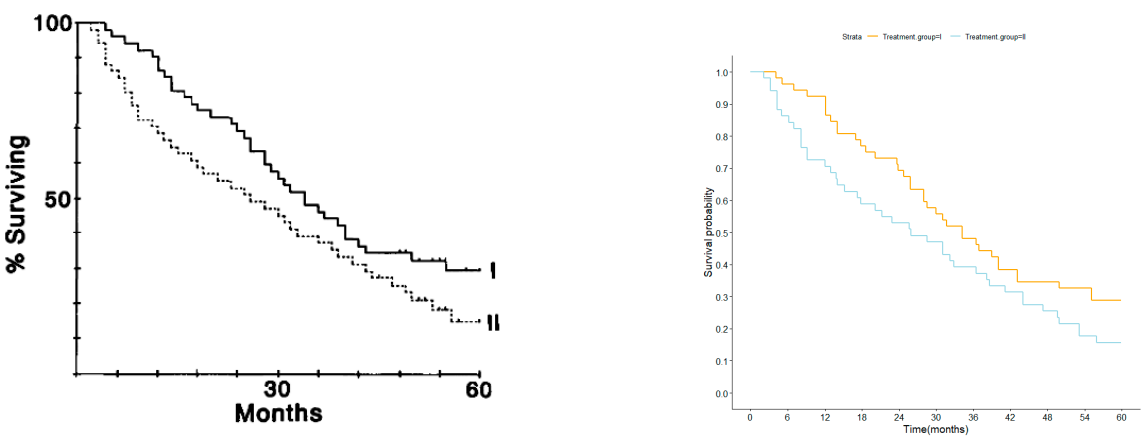 100
50
% Surviving
30
60
Months
I
II
Strata Treatment.group=I Treatment.group=II
1.0
0.9
0.8
0.7
0.6
0.5
0.4
0.3
0.2
0.1
0.0
Survival probability
0 6 12 18 24 30 36 42 48 54 60
Time(months)